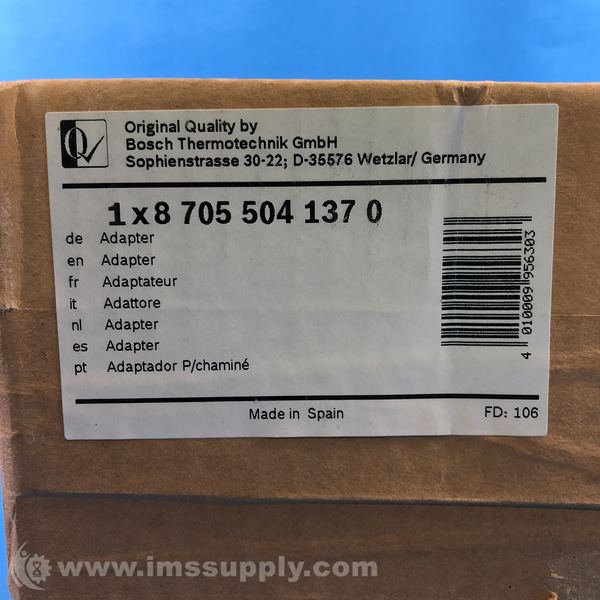 Original Quality by
Bosch Thermotechnik GmbH
Sophienstrasse 30-22; D-35576 Wetzlar/ Germany
1 x 8 705 504 137 0
de Adapter
en Adapter
fr Adaptateur
it Adattore
nl Adapter
es Adapter
pt Adaptador P/chaminé
4 010009 956303
Made in Spain
FD: 106
www.imssupply.com